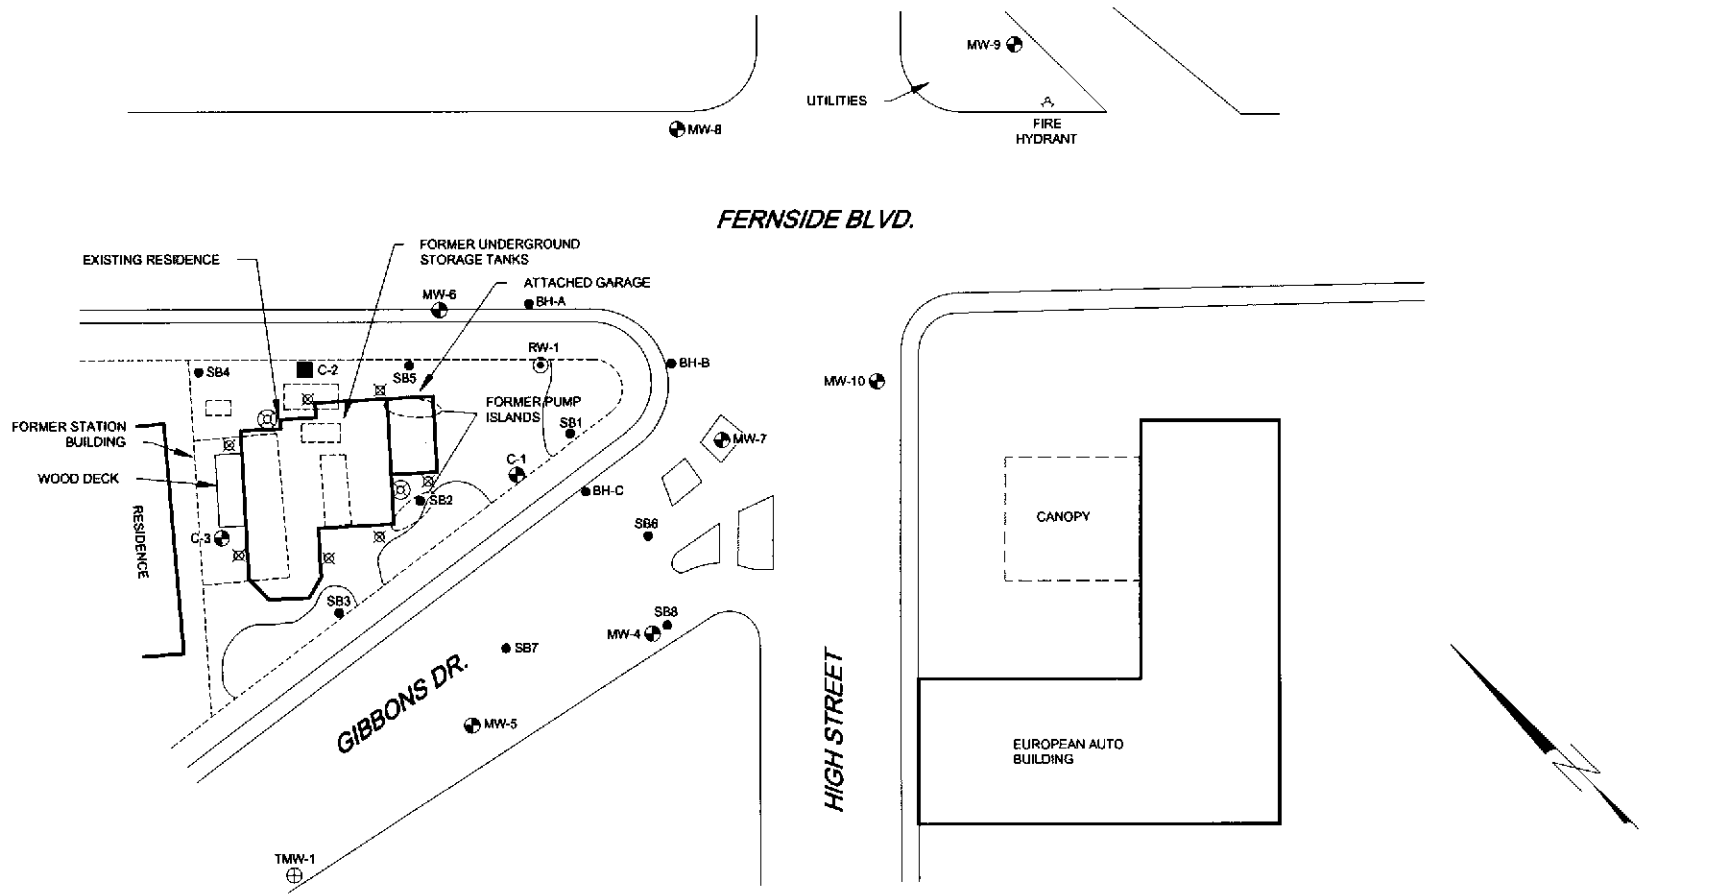 MW-9
UTILITIES
FIRE
HYDRANT
MW-8
FERNSIDE BLVD.
FORMER UNDERGROUND
STORAGE TANKS
EXISTING RESIDENCE
ATTACHED GARAGE
MW-6
BH-A
RW-1
BH-B
SB4
C-2
SB5
MW-10
FORMER PUMP
ISLANDS
SB1
FORMER STATION
BUILDING
MW-7
C-1
WOOD DECK
BH-C
SB2
RESIDENCE
CANOPY
SB6
C-3
SB3
SB8
MW-4
SB7
GIBBONS DR.
HIGH STREET
MW-5
EUROPEAN AUTO
BUILDING
N
TMW-1